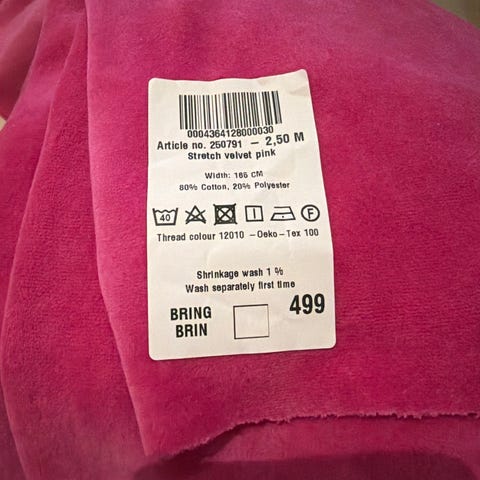 0004364128000030
Article no. 250791 – 2,50 M
Stretch velvet pink
Width: 166 CM
80% Cotton, 20% Polyester
40 F
Thread colour 12010 – Oeko – Tex 100
Shrinkage wash 1 %
Wash separately first time
BRING
BRIN
499